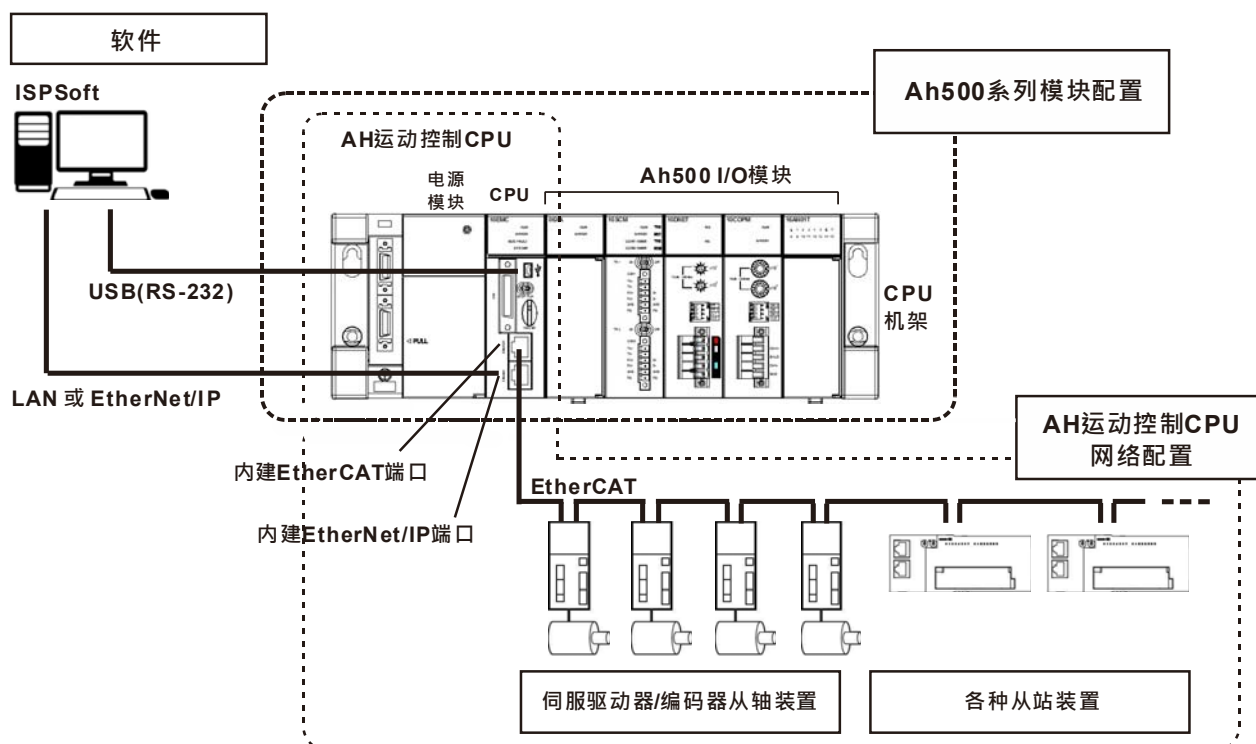 软件
ISPSoft
Ah500系列模块配置
AH运动控制CPU
电源
模块
CPU
Ah500 I/O模块
USB(RS-232)
CPU
机架
PULL
LAN 或 EtherNet/IP
AH运动控制CPU
网络配置
内建EtherCAT端口
EtherCAT
内建EtherNet/IP端口
伺服驱动器/编码器从轴装置
各种从站装置